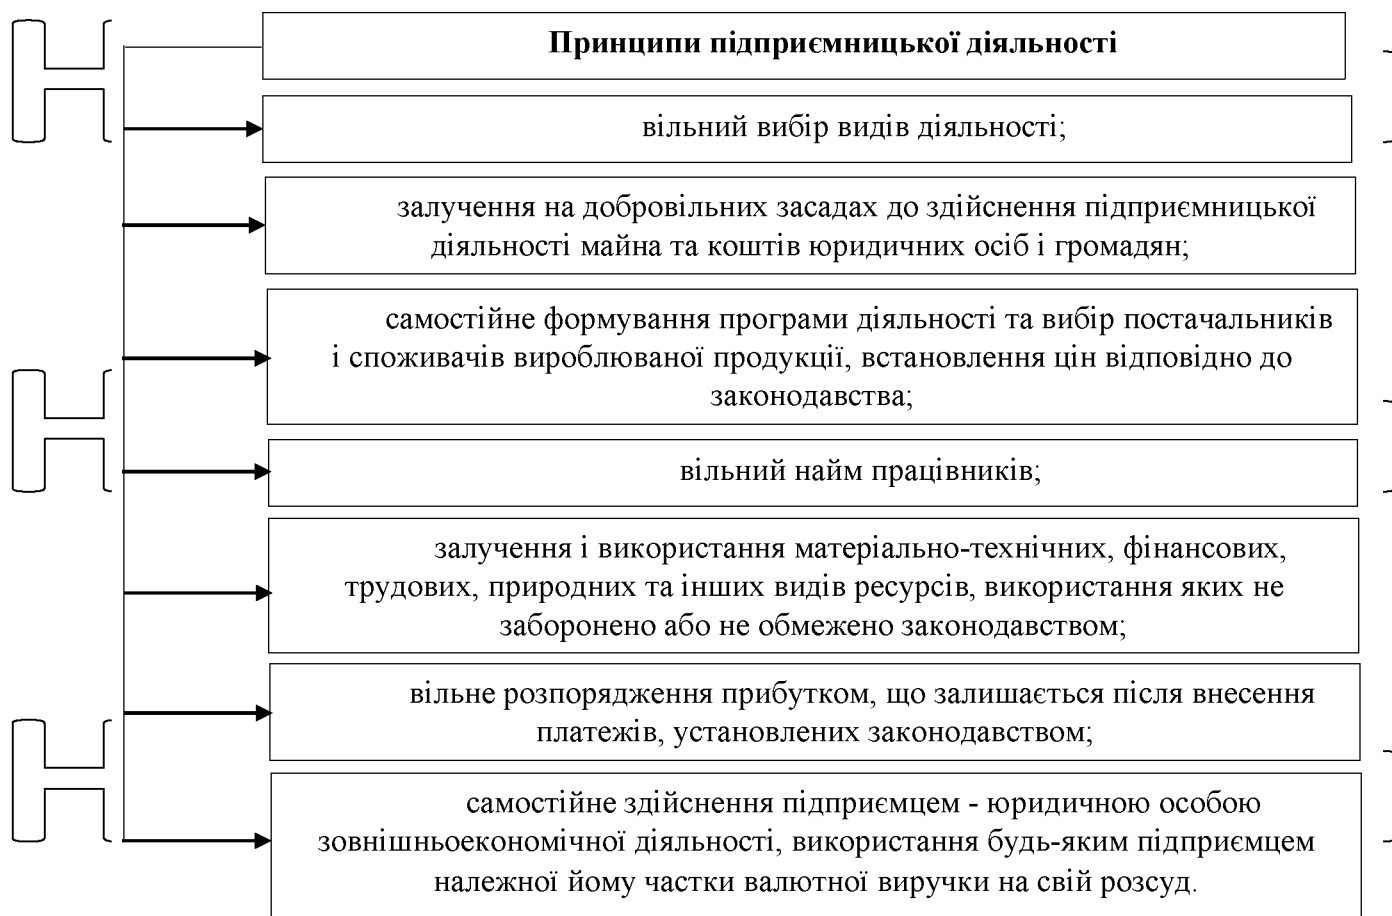 Принципи підприємницької діяльності
вільний вибір видів діяльності;
залучення на добровільних засадах до здійснення підприємницької
діяльності майна та коштів юридичних осіб і громадян;
самостійне формування програми діяльності та вибір постачальників
і споживачів вироблюваної продукції, встановлення цін відповідно до
законодавства;
вільний найм працівників;
залучення і використання матеріально-технічних, фінансових,
трудових, природних та інших видів ресурсів, використання яких не
заборонено або не обмежено законодавством;
вільне розпорядження прибутком, що залишається після внесення
платежів, установлених законодавством;
самостійне здійснення підприємцем - юридичною особою
зовнішньоекономічної діяльності, використання будь-яким підприємцем
належної йому частки валютної виручки на свій розсуд.